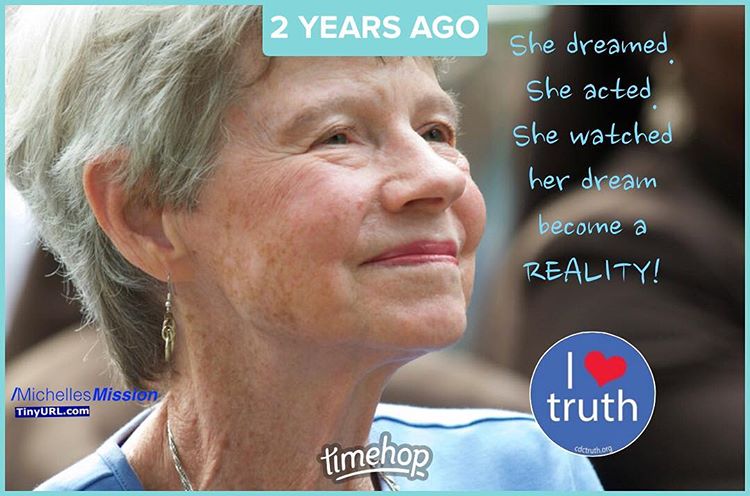 2 YEARS AGO
She dreamed.
She acted.
She watched
her dream
become a
REALITY!
I
truth
cdctruth.org
/MichellesMission
TinyURL.com
timehop